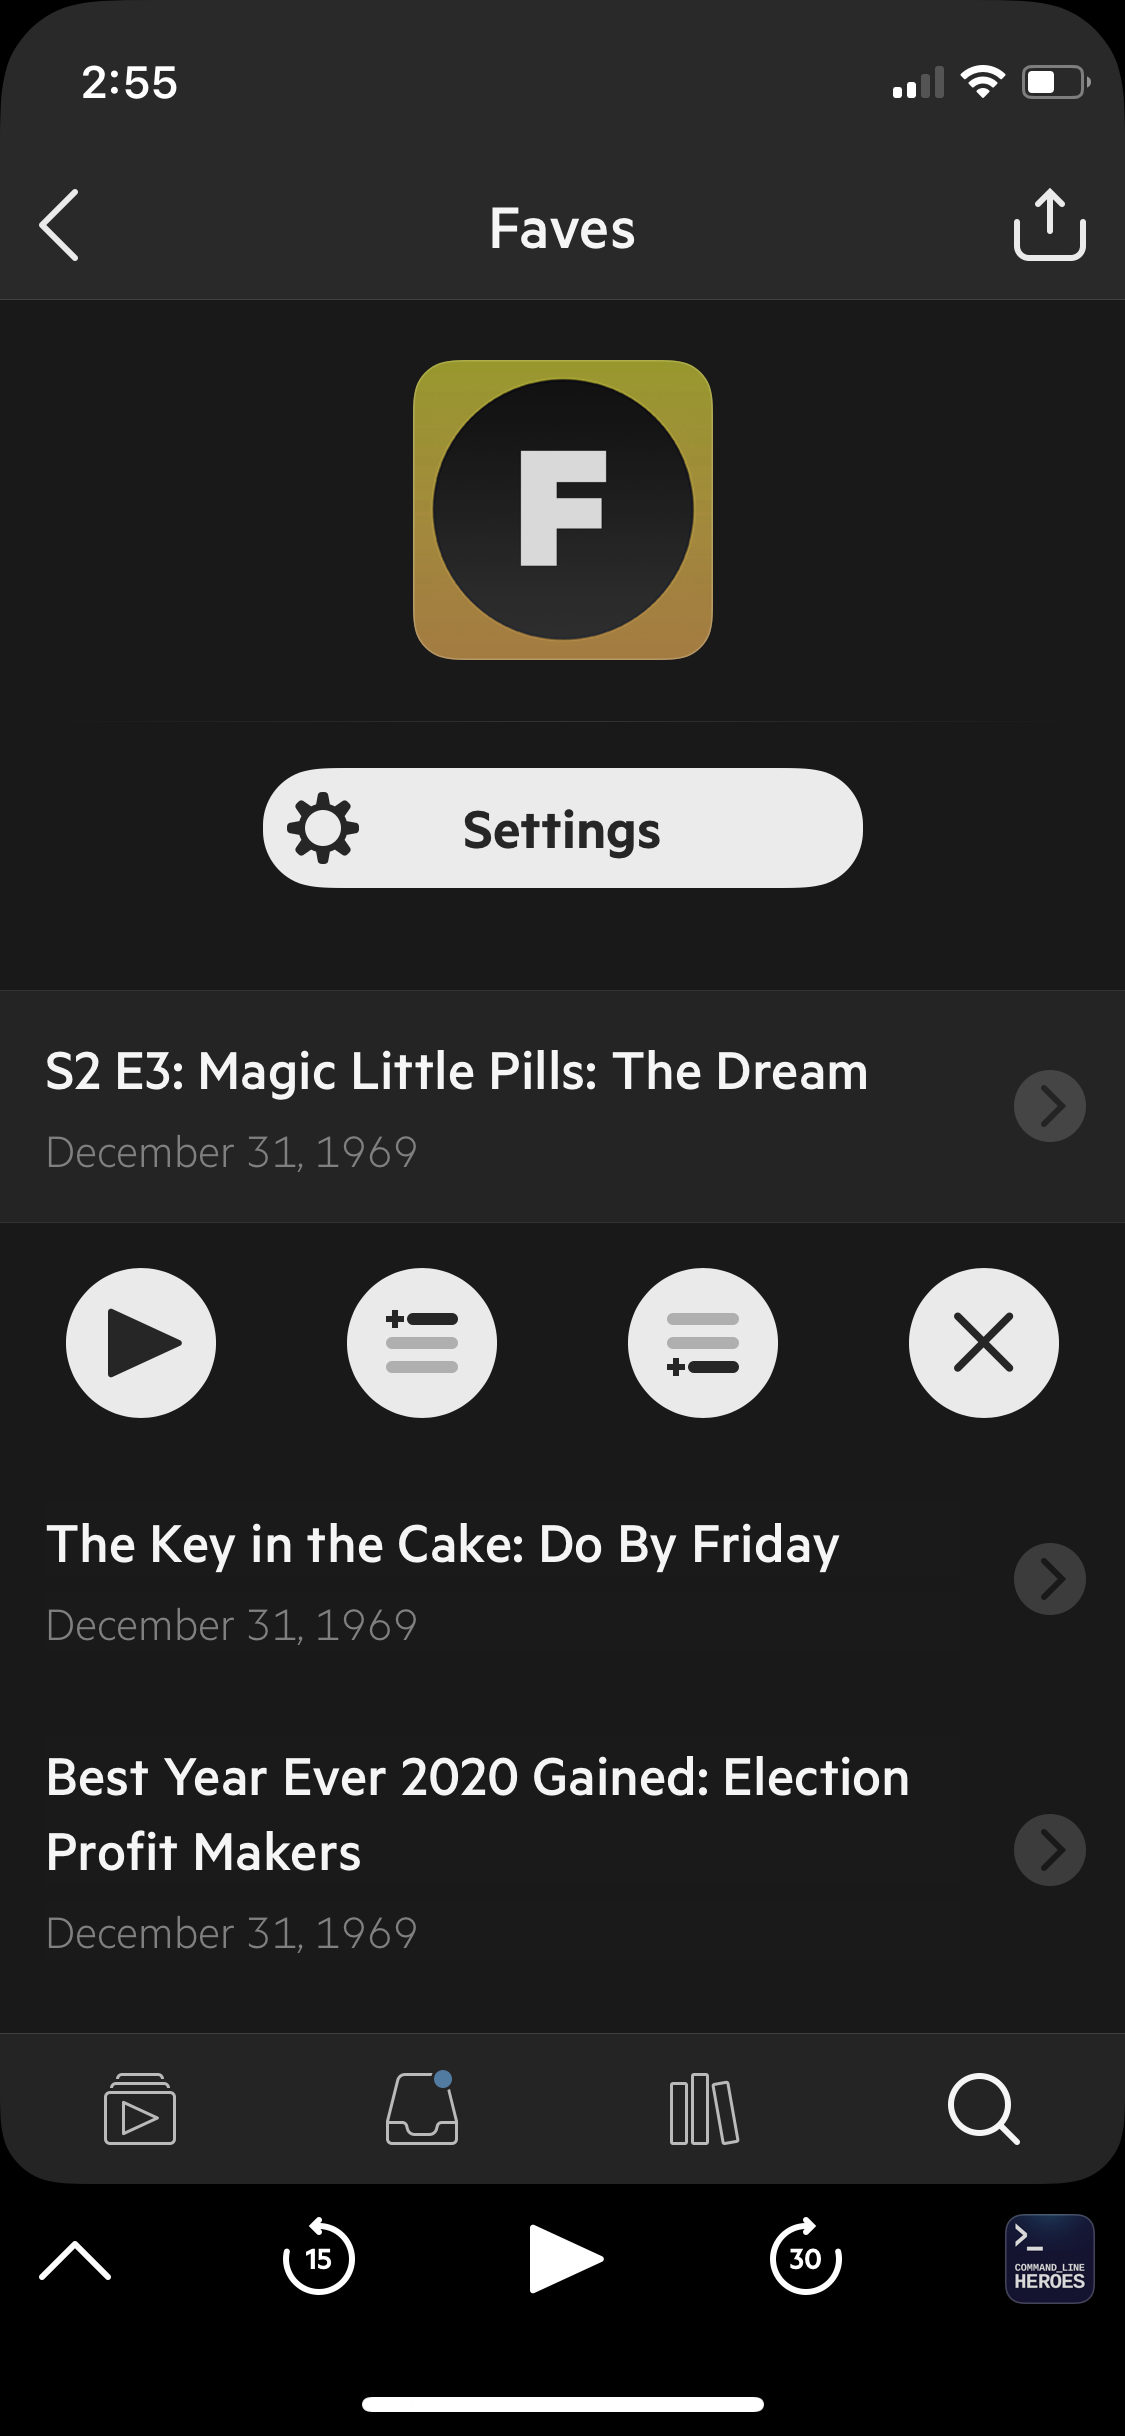 2:55
Faves
F
Settings
S2 E3: Magic Little Pills: The Dream
December 31, 1969
The Key in the Cake: Do By Friday
December 31, 1969
Best Year Ever 2020 Gained: Election
Profit Makers
December 31, 1969
15
30
>_
COMMAND_LINE
HEROES